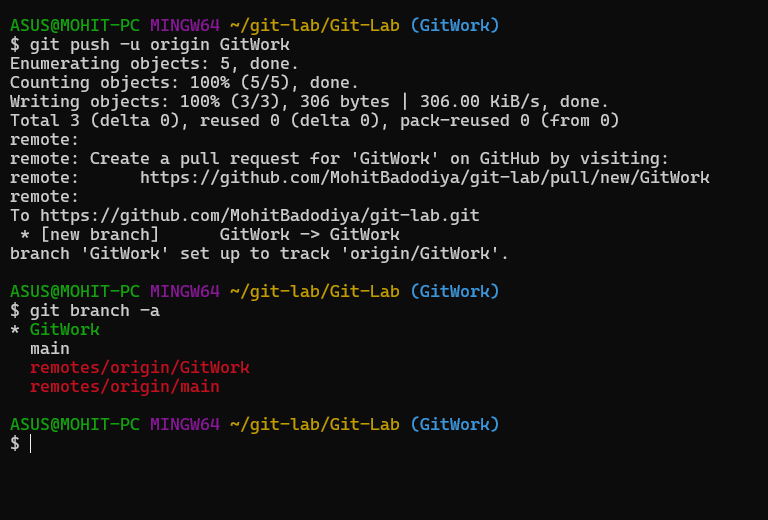 ASUS@MOHIT-PC MINGW64 ~/git-lab/Git-Lab (GitWork)
$ git push -u origin GitWork
Enumerating objects: 5, done.
Counting objects: 100% (5/5), done.
Writing objects: 100% (3/3), 306 bytes | 306.00 KiB/s, done.
Total 3 (delta 0), reused 0 (delta 0), pack-reused 0 (from 0)
remote:
remote: Create a pull request for 'GitWork' on GitHub by visiting:
remote:      https://github.com/MohitBadodiya/git-lab/pull/new/GitWork
remote:
To https://github.com/MohitBadodiya/git-lab.git
 * [new branch]      GitWork -> GitWork
branch 'GitWork' set up to track 'origin/GitWork'.
ASUS@MOHIT-PC MINGW64 ~/git-lab/Git-Lab (GitWork)
$ git branch -a
* GitWork
  main
  remotes/origin/GitWork
  remotes/origin/main
ASUS@MOHIT-PC MINGW64 ~/git-lab/Git-Lab (GitWork)
$